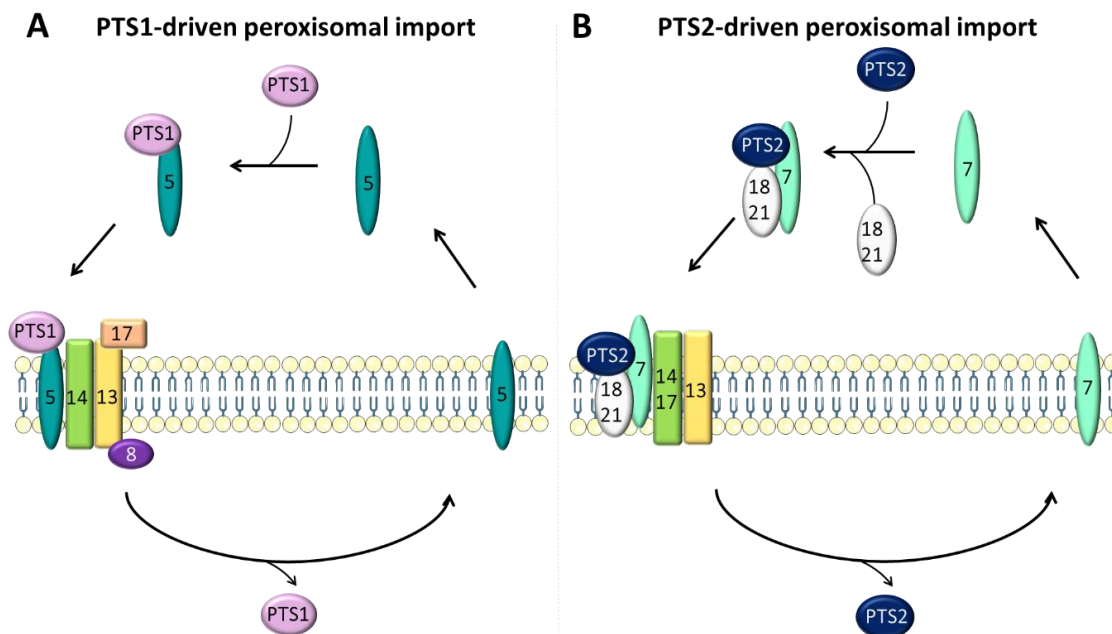 A PTS1-driven peroxisomal import
PTS1
PTS1
5
5
PTS1
17
5
14
13
8
5
PTS1
B PTS2-driven peroxisomal import
PTS2
PTS2
7
18
21
7
18
21
PTS2
7
18
21
14
17
13
7
PTS2